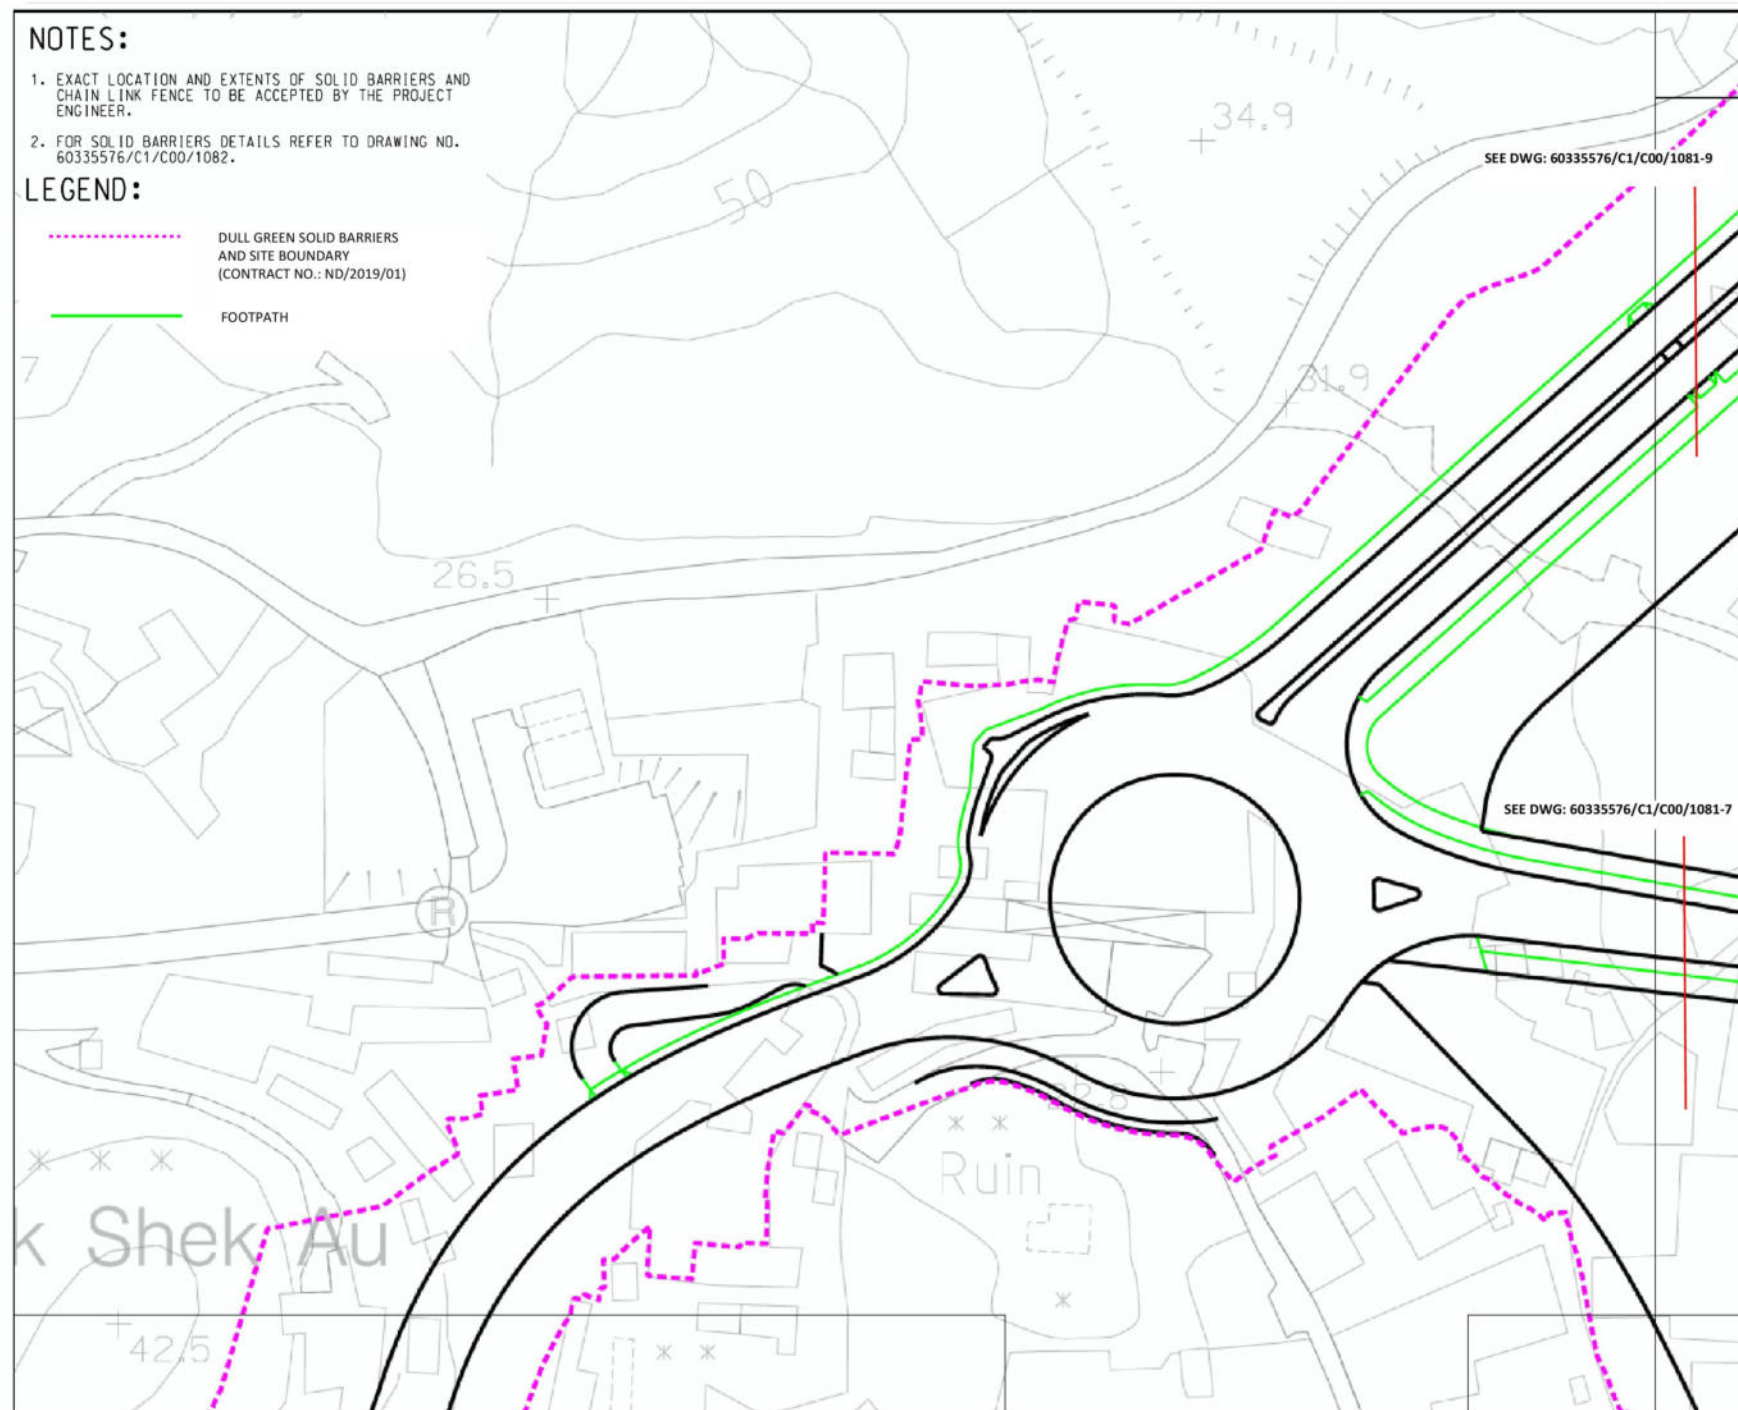 NOTES:
1. EXACT LOCATION AND EXTENTS OF SOLID BARRIERS AND
CHAIN LINK FENCE TO BE ACCEPTED BY THE PROJECT
ENGINEER.
2. FOR SOLID BARRIERS DETAILS REFER TO DRAWING NO.
60335576/C1/C00/1082.
LEGEND:
DULL GREEN SOLID BARRIERS
AND SITE BOUNDARY
(CONTRACT NO.: ND/2019/01)
FOOTPATH
34.9
SEE DWG: 60335576/C1/C00/1081-9
50
7
31.9
26.5
SEE DWG: 60335576/C1/C00/1081-7
R
22.8
Ruin
k Shek Au
42.5